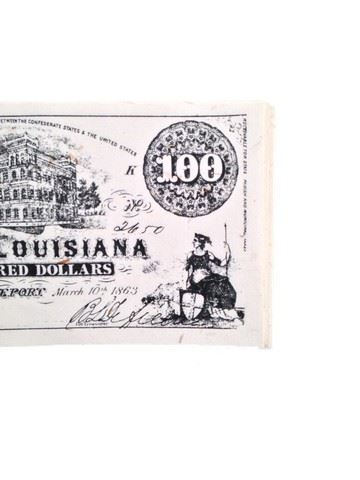 BETWEEN THE CONFEDERATE STATES & THE UNITED STATES
K
100
No
2650
LOUISIANA
RED DOLLARS
EPORT March 10th 1863